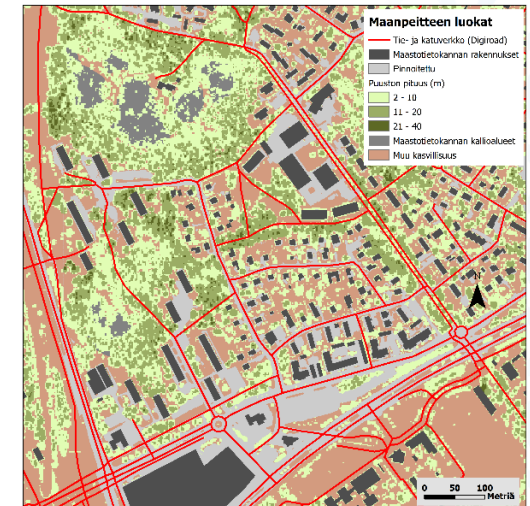 Maanpeitteen luokat
Tie- ja katuverkko (Digiroad)
Maastotietokannan rakennukset
Pinnoitettu
Puuston pituus (m)
2 - 10
11 - 20
21 - 40
Maastotietokannan kallioalueet
Muu kasvillisuus
N
0 50 100
Metriä